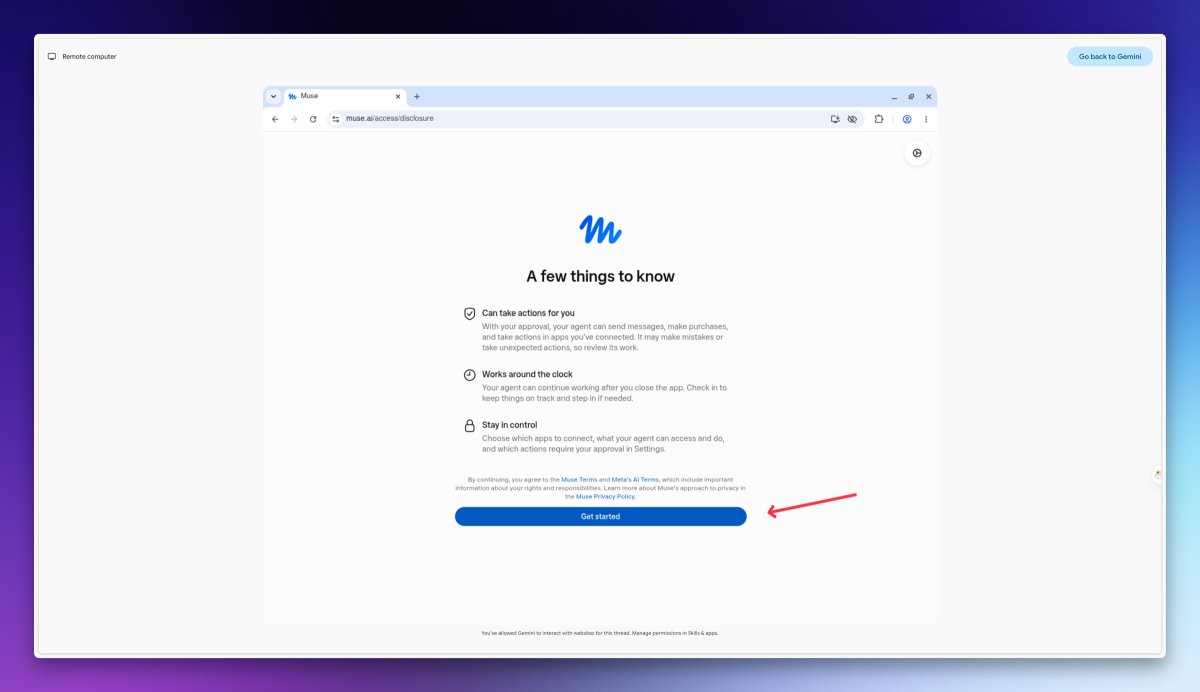 Remote computer
Go back to Gemini
Muse
muse.ai/access/disclosure
A few things to know
Can take actions for you
With your approval, your agent can send messages, make purchases,
and take actions in apps you've connected. It may make mistakes or
take unexpected actions, so review its work.
Works around the clock
Your agent can continue working after you close the app. Check in to
keep things on track and step in if needed.
Stay in control
Choose which apps to connect, what your agent can access and do,
and which actions require your approval in Settings.
By continuing, you agree to the Muse Terms and Meta's AI Terms, which include important
information about your rights and responsibilities. Learn more about Muse's approach to privacy in
the Muse Privacy Policy.
Get started
You've allowed Gemini to interact with websites for this thread. Manage permissions in Skills & apps.